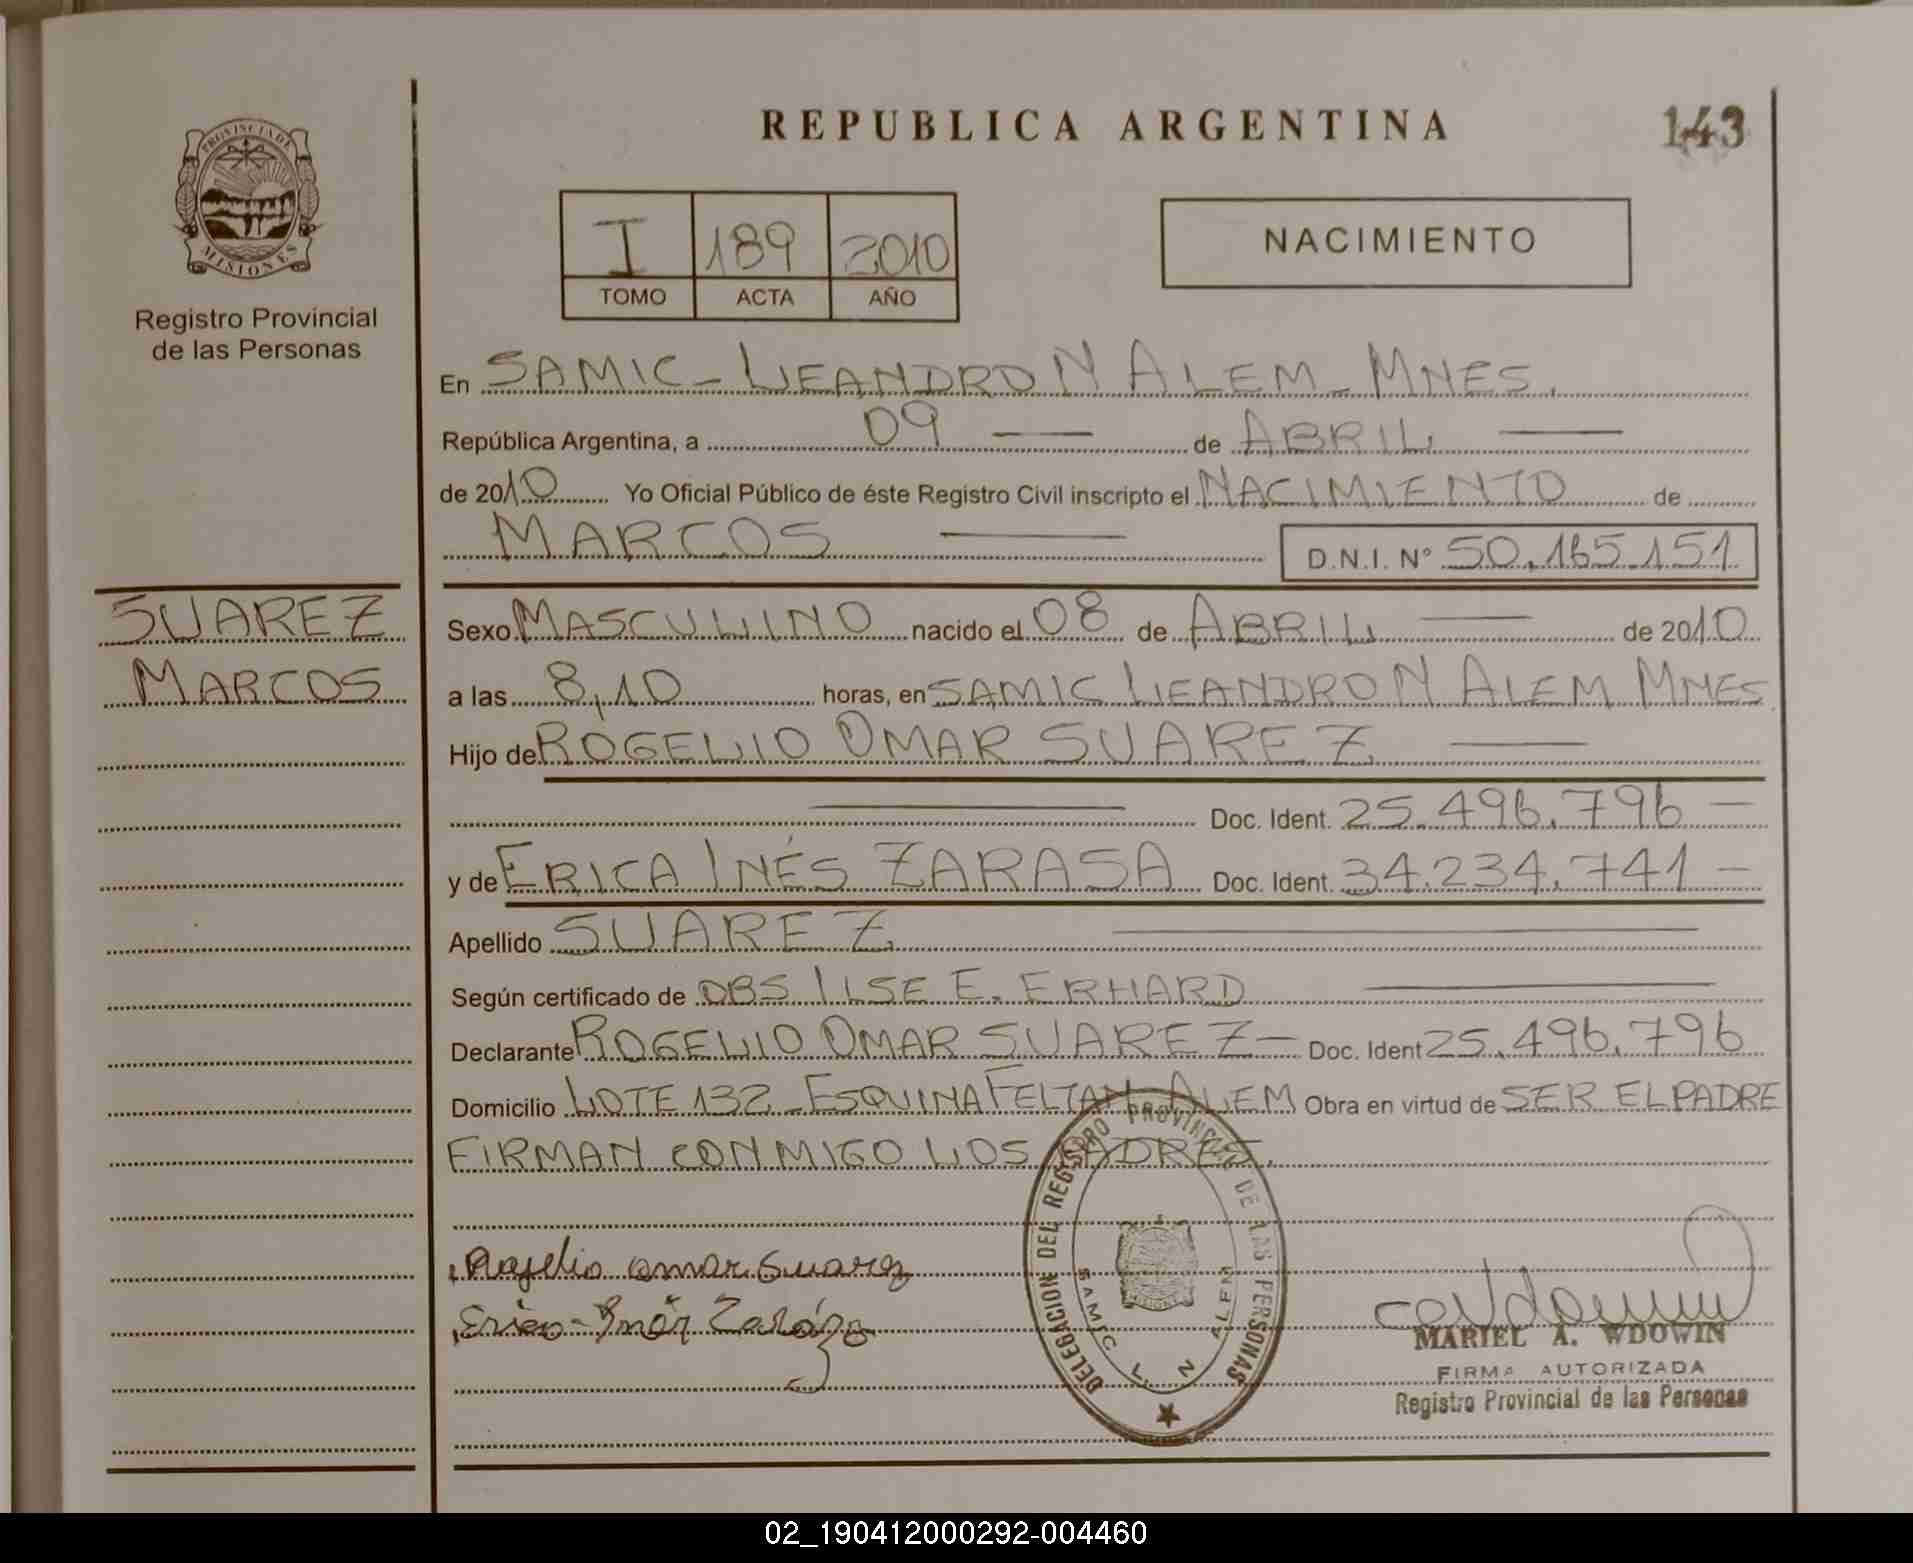 REPUBLICA ARGENTINA
143
PROVINCIA DE MISIONES
Registro Provincial
de las Personas
I 189 2010
TOMO ACTA AÑO
NACIMIENTO
En SAMIC - LEANDRO N ALEM - MNES.
República Argentina, a 09 — de ABRIL —
de 2010 Yo Oficial Público de éste Registro Civil inscripto el NACIMIENTO de
MARCOS — D.N.I. N° 50.165.151
SUAREZ
MARCOS
Sexo MASCULINO nacido el 08 de ABRIL — de 2010
a las 8,10 horas, en SAMIC LEANDRO N ALEM MNES
Hijo de ROGELIO OMAR SUAREZ —
— Doc. Ident. 25.496.796 —
y de ERICA INÉS ZARASA Doc. Ident. 34.234.741 —
Apellido SUAREZ —
Según certificado de OBS ILSE E. ERHARD —
Declarante ROGELIO OMAR SUAREZ — Doc. Ident 25.496.796
Domicilio LOTE 132 - ESQUINA FELTAN ALEM Obra en virtud de SER EL PADRE
FIRMAN CONMIGO LOS PADRES.
Rogelio omar Suarez
DELEGACION DEL REGISTRO PROVINCIAL DE LAS PERSONAS
SAMIC L. N ALEM
MARIEL A. WDOWIN
FIRMA AUTORIZADA
Registro Provincial de las Personas
02_190412000292-004460